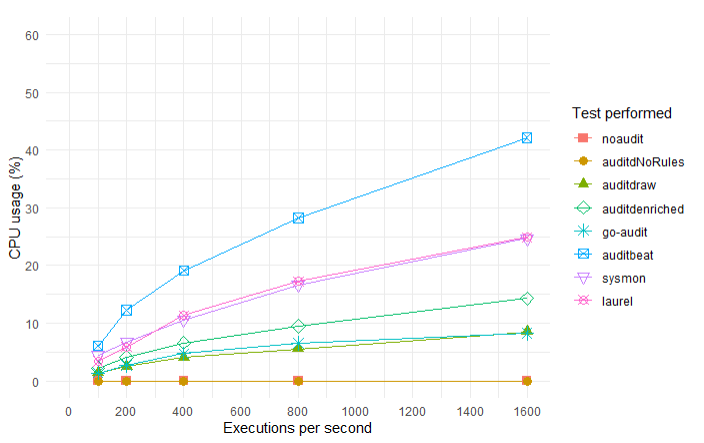 60
50
40
30
20
10
0
CPU usage (%)
0 200 400 600 800 1000 1200 1400 1600
Executions per second
Test performed
noaudit
auditdNoRules
auditdraw
auditdenriched
go-audit
auditbeat
sysmon
laurel